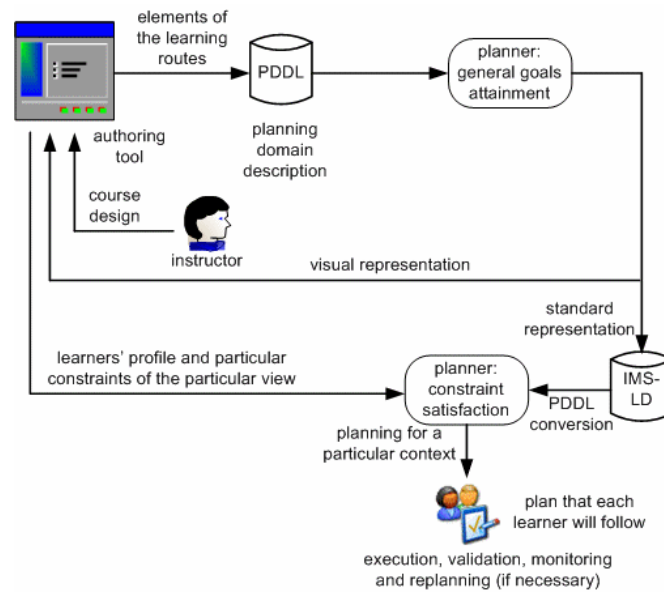 elements of
the learning
routes
PDDL
planner:
general goals
attainment
authoring
tool
planning
domain
description
course
design
instructor
visual representation
standard
representation
learners' profile and particular
constraints of the particular view
planner:
constraint
satisfaction
IMS-
LD
PDDL
conversion
planning for a
particular context
plan that each
learner will follow
execution, validation, monitoring
and replanning (if necessary)